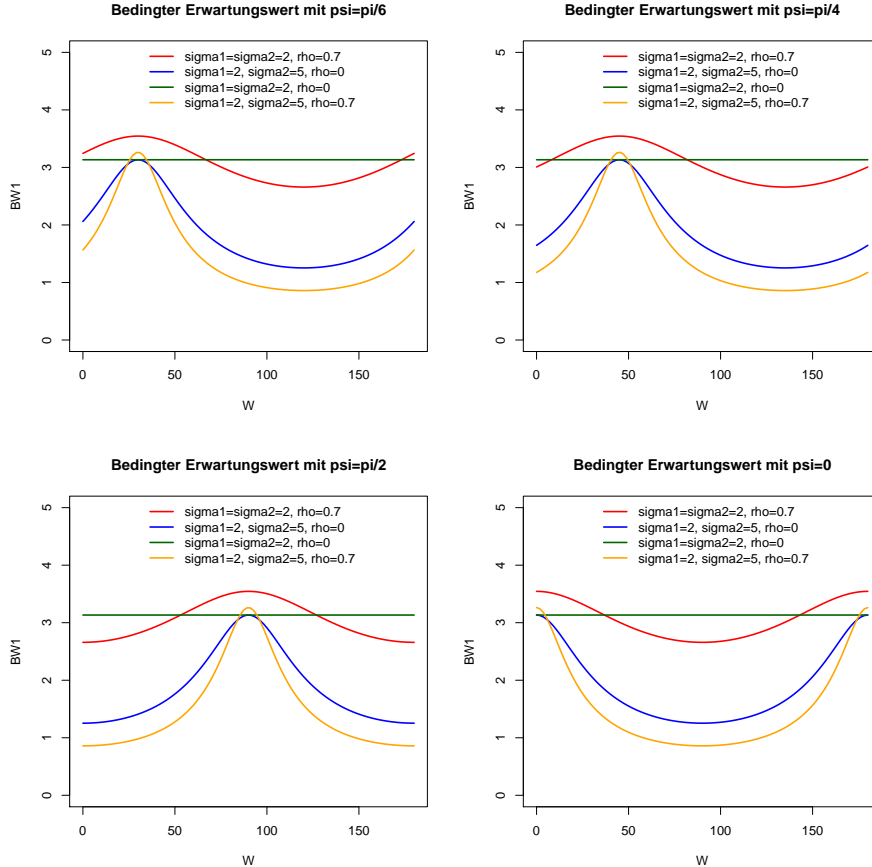 Bedingter Erwartungswert mit psi=pi/6
sigma1=sigma2=2, rho=0.7
sigma1=2, sigma2=5, rho=0
sigma1=sigma2=2, rho=0
sigma1=2, sigma2=5, rho=0.7
BW1
0 1 2 3 4 5
0 50 100 150
W
Bedingter Erwartungswert mit psi=pi/4
sigma1=sigma2=2, rho=0.7
sigma1=2, sigma2=5, rho=0
sigma1=sigma2=2, rho=0
sigma1=2, sigma2=5, rho=0.7
BW1
0 1 2 3 4 5
0 50 100 150
W
Bedingter Erwartungswert mit psi=pi/2
sigma1=sigma2=2, rho=0.7
sigma1=2, sigma2=5, rho=0
sigma1=sigma2=2, rho=0
sigma1=2, sigma2=5, rho=0.7
BW1
0 1 2 3 4 5
0 50 100 150
W
Bedingter Erwartungswert mit psi=0
sigma1=sigma2=2, rho=0.7
sigma1=2, sigma2=5, rho=0
sigma1=sigma2=2, rho=0
sigma1=2, sigma2=5, rho=0.7
BW1
0 1 2 3 4 5
0 50 100 150
W